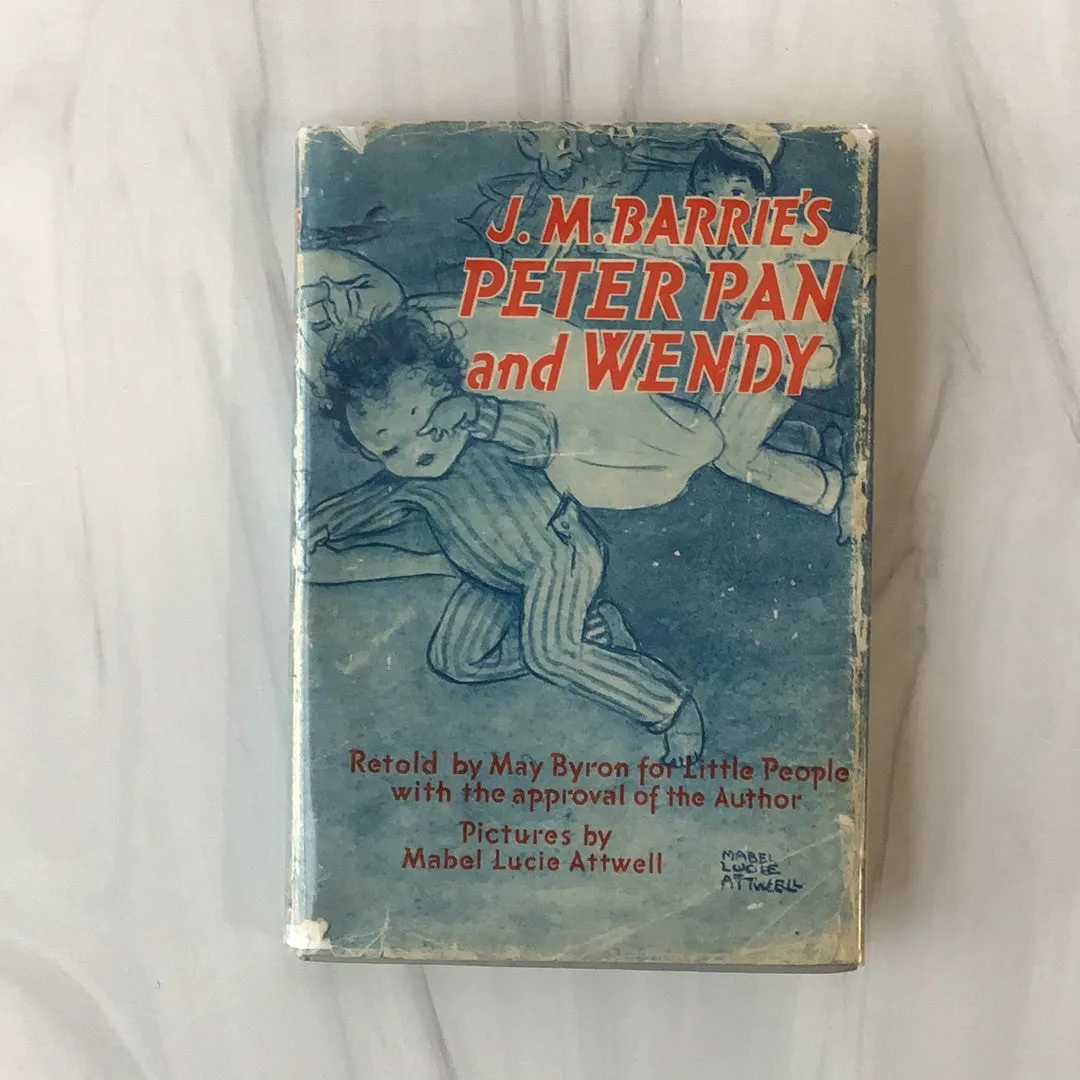 J. M. BARRIE'S
PETER PAN
and WENDY
Retold by May Byron for Little People
with the approval of the Author
Pictures by
Mabel Lucie Attwell
MABEL
LUCIE
ATTWELL